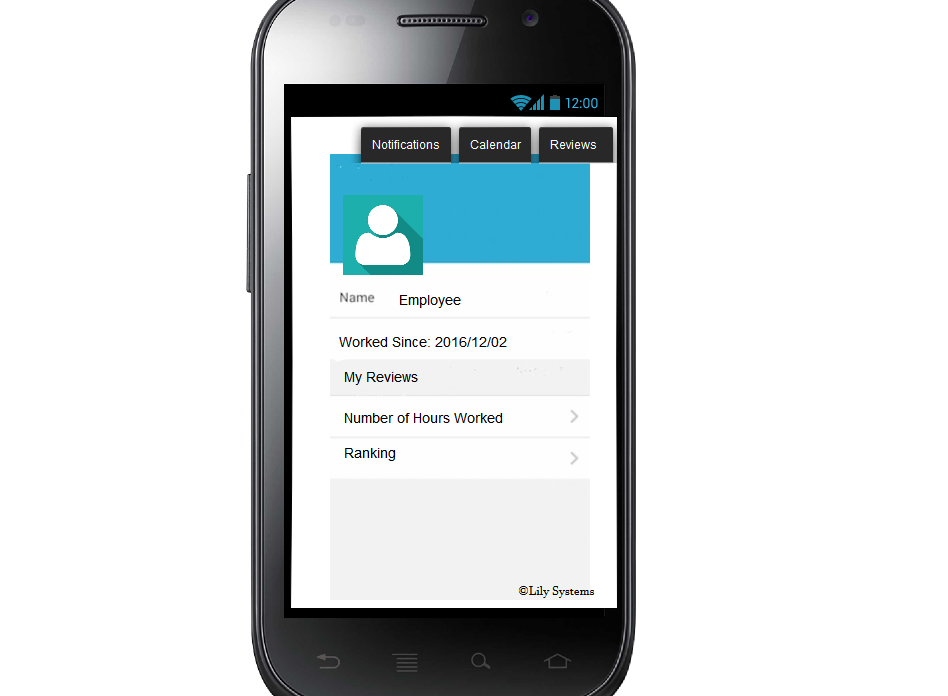 12:00
Notifications Calendar Reviews
Name Employee
Worked Since: 2016/12/02
My Reviews
Number of Hours Worked
Ranking
©Lily Systems